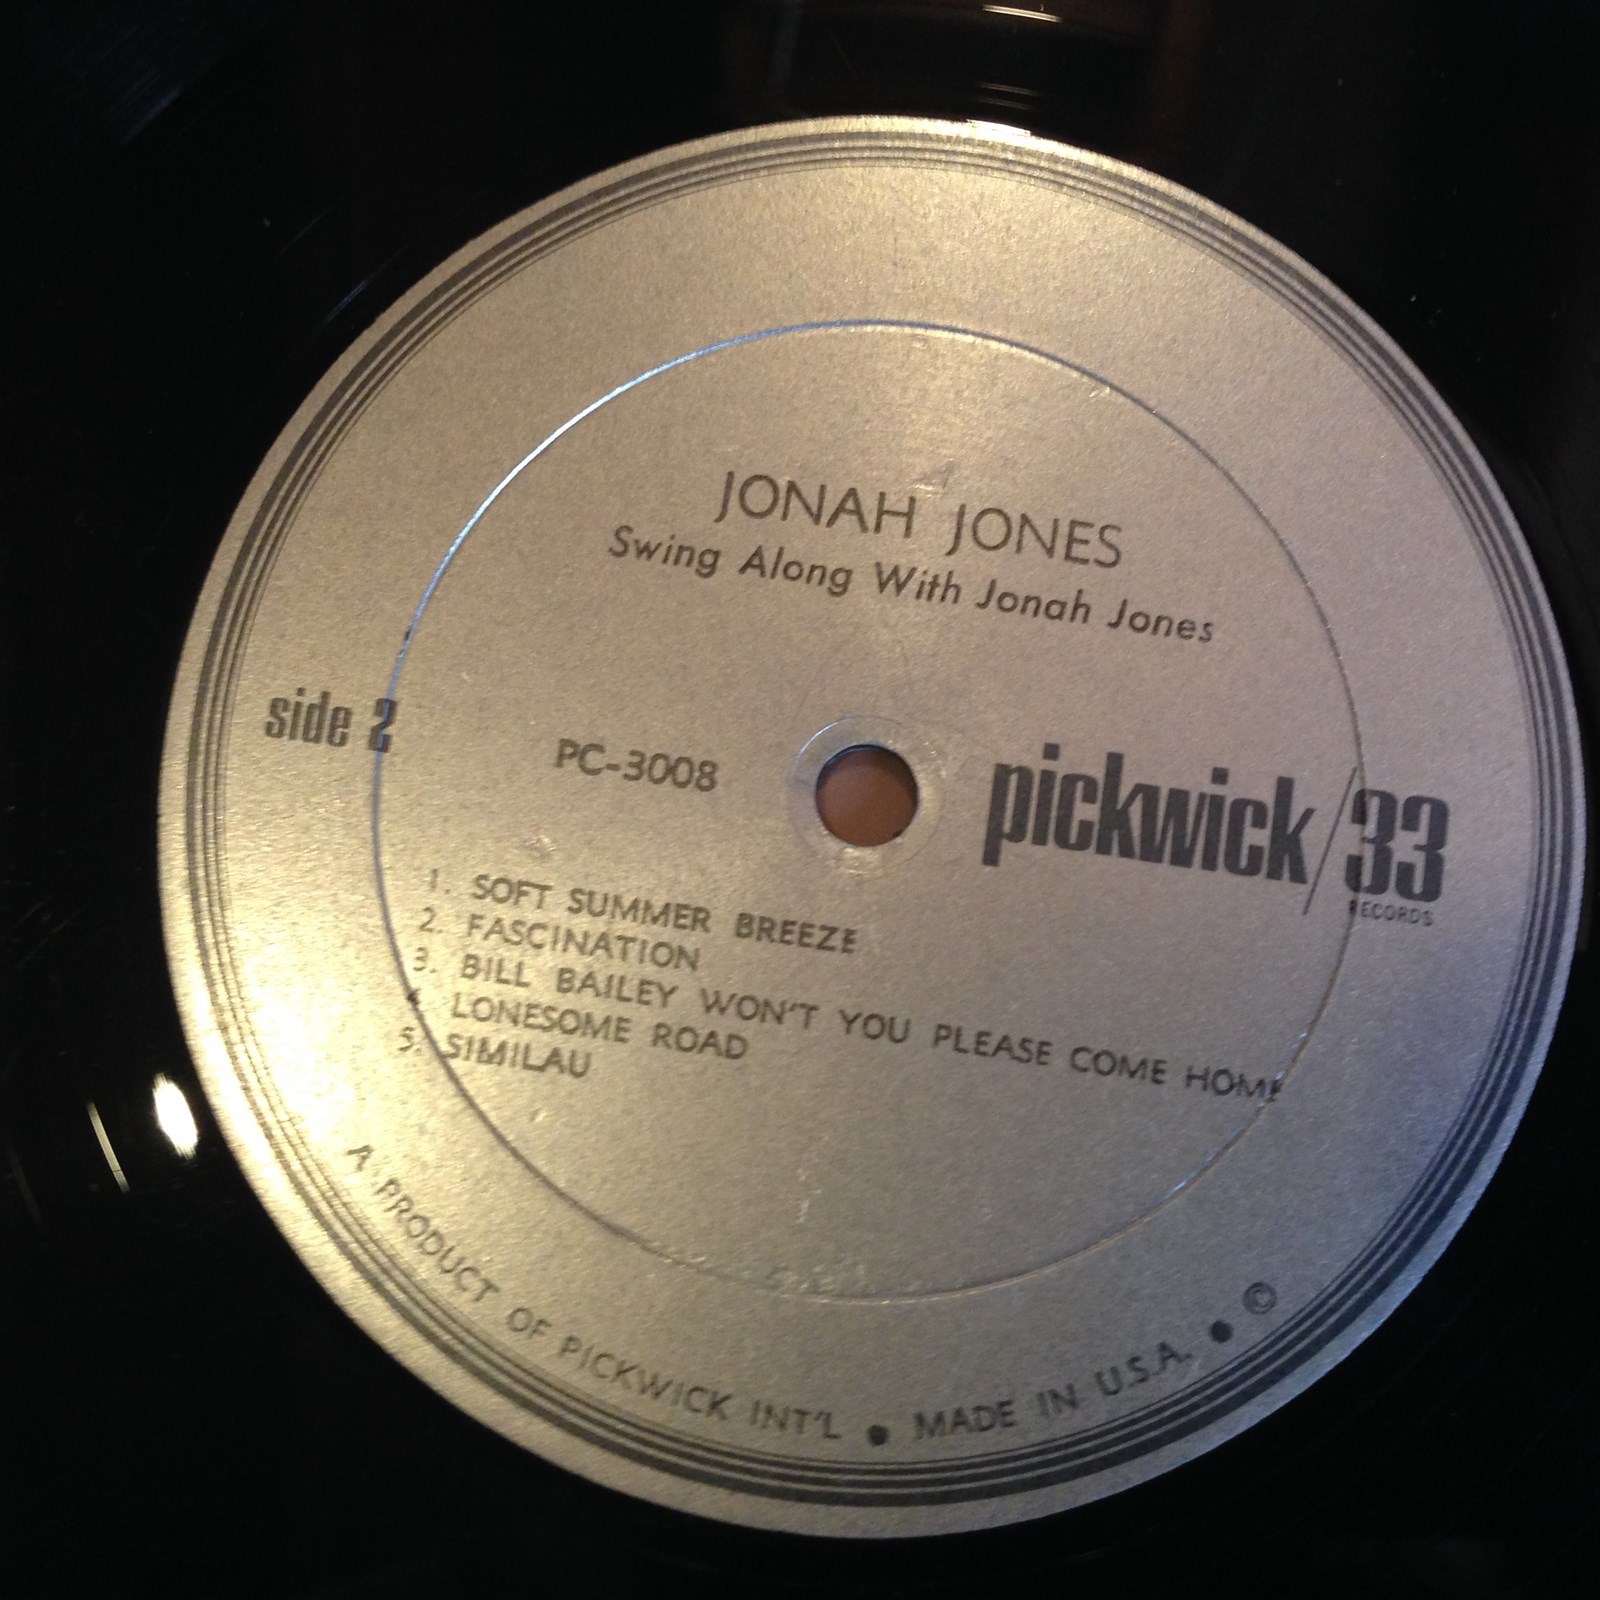 JONAH JONES
Swing Along With Jonah Jones
side 2
PC-3008
pickwick/33
RECORDS
1. SOFT SUMMER BREEZE
2. FASCINATION
3. BILL BAILEY WON'T YOU PLEASE COME HOME
4. LONESOME ROAD
5. SIMILAU
A PRODUCT OF PICKWICK INT'L ● MADE IN U.S.A. ● ©